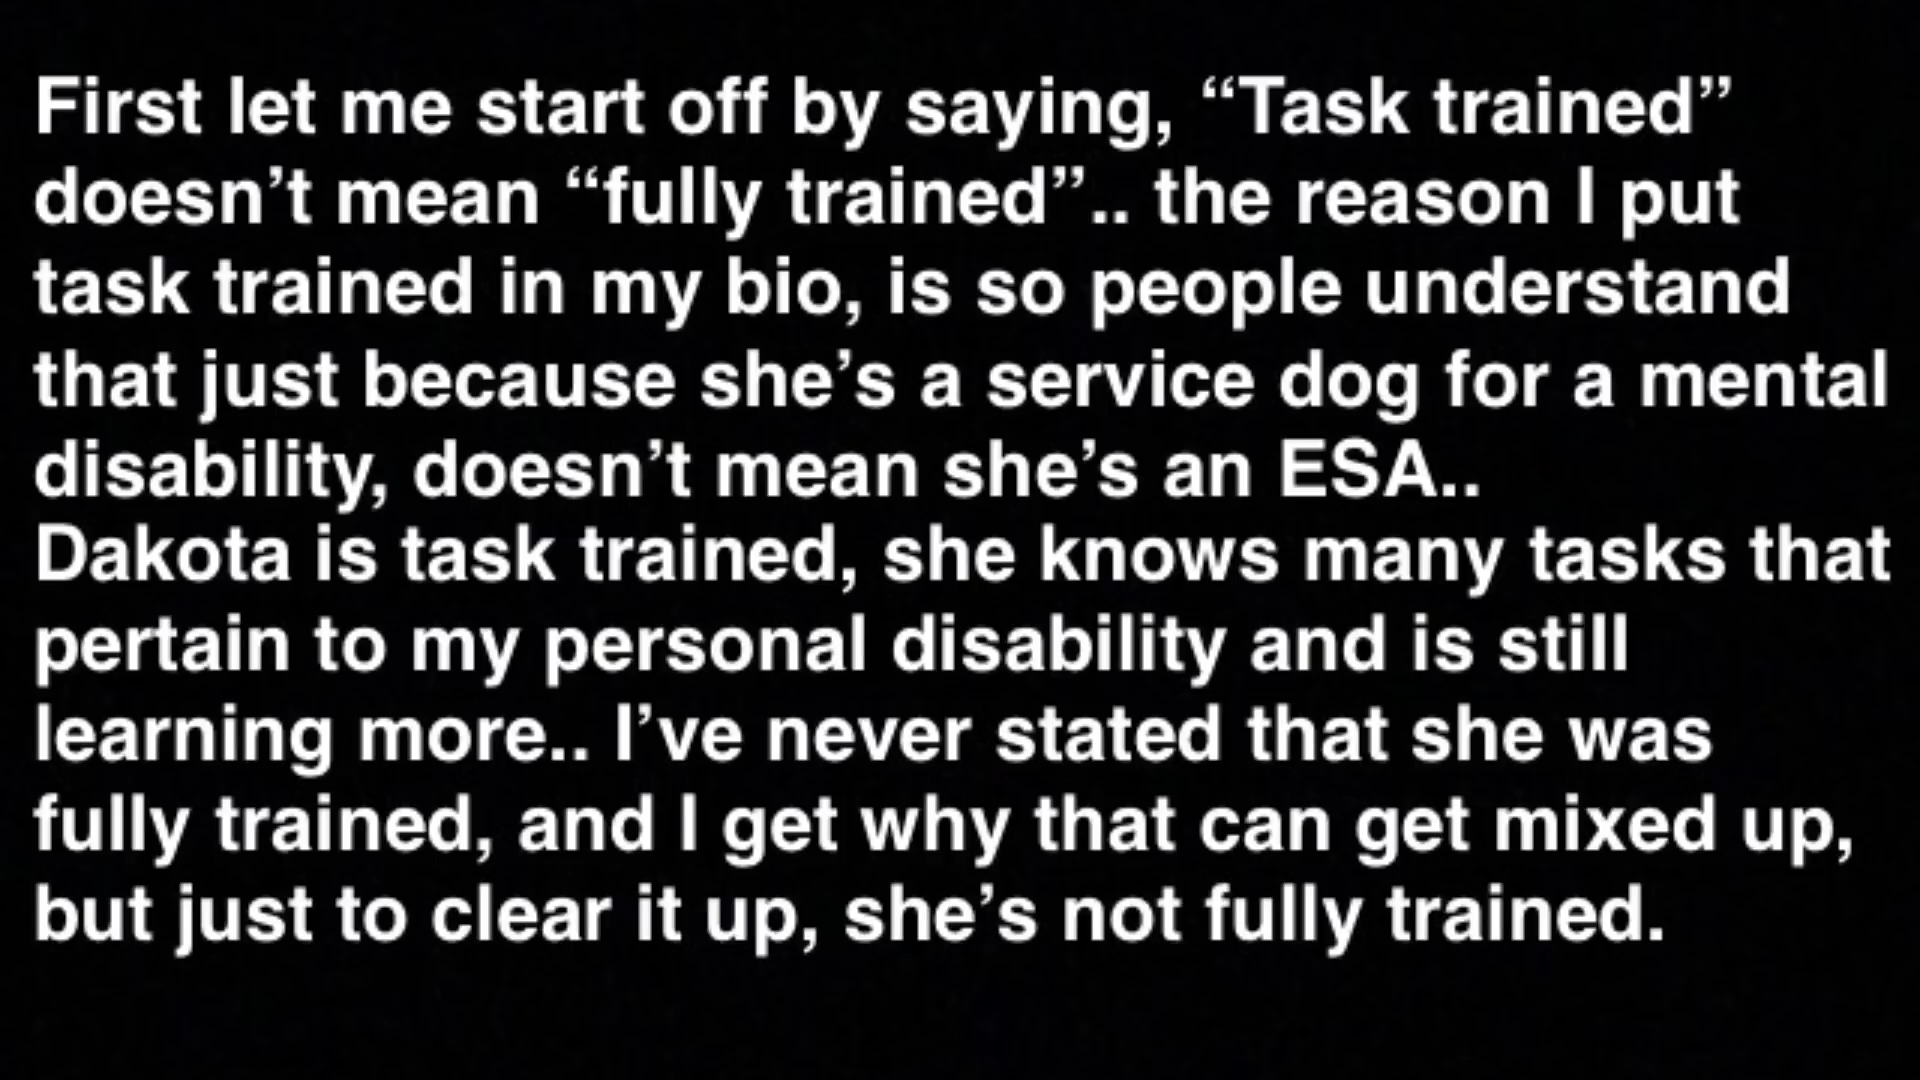 First let me start off by saying, “Task trained”
doesn’t mean “fully trained”.. the reason I put
task trained in my bio, is so people understand
that just because she’s a service dog for a mental
disability, doesn’t mean she’s an ESA..
Dakota is task trained, she knows many tasks that
pertain to my personal disability and is still
learning more.. I’ve never stated that she was
fully trained, and I get why that can get mixed up,
but just to clear it up, she’s not fully trained.